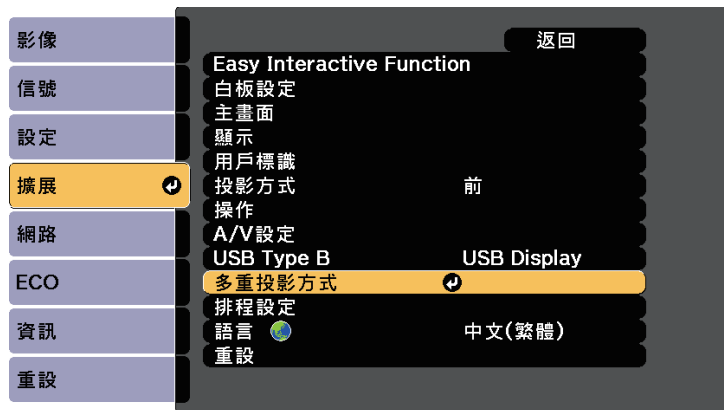 影像
信號
設定
擴展
網路
ECO
資訊
重設
返回
Easy Interactive Function
白板設定
主畫面
顯示
用戶標識
投影方式 前
操作
A/V設定
USB Type B USB Display
多重投影方式
排程設定
語言 中文(繁體)
重設